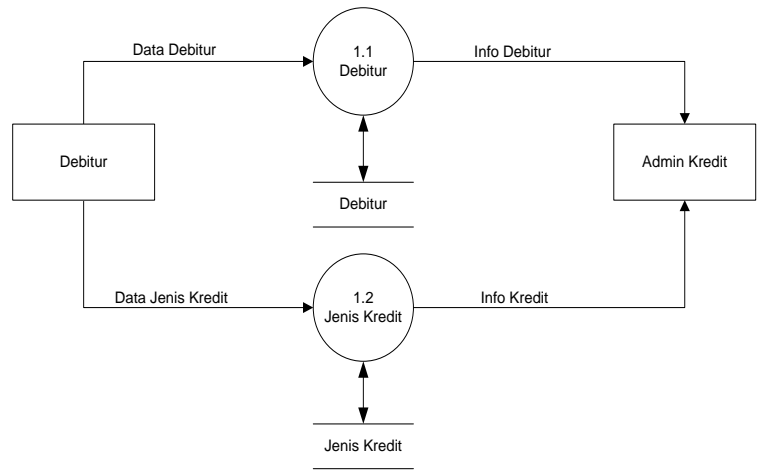 Data Debitur
1.1
Debitur
Info Debitur
Debitur
Admin Kredit
Debitur
Data Jenis Kredit
1.2
Jenis Kredit
Info Kredit
Jenis Kredit